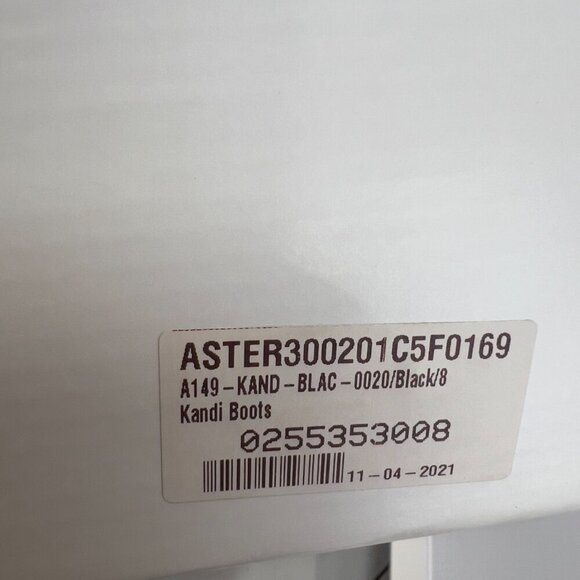 ASTER300201C5F0169
A149-KAND-BLAC-0020/Black/8
Kandi Boots
0255353008
11-04-2021